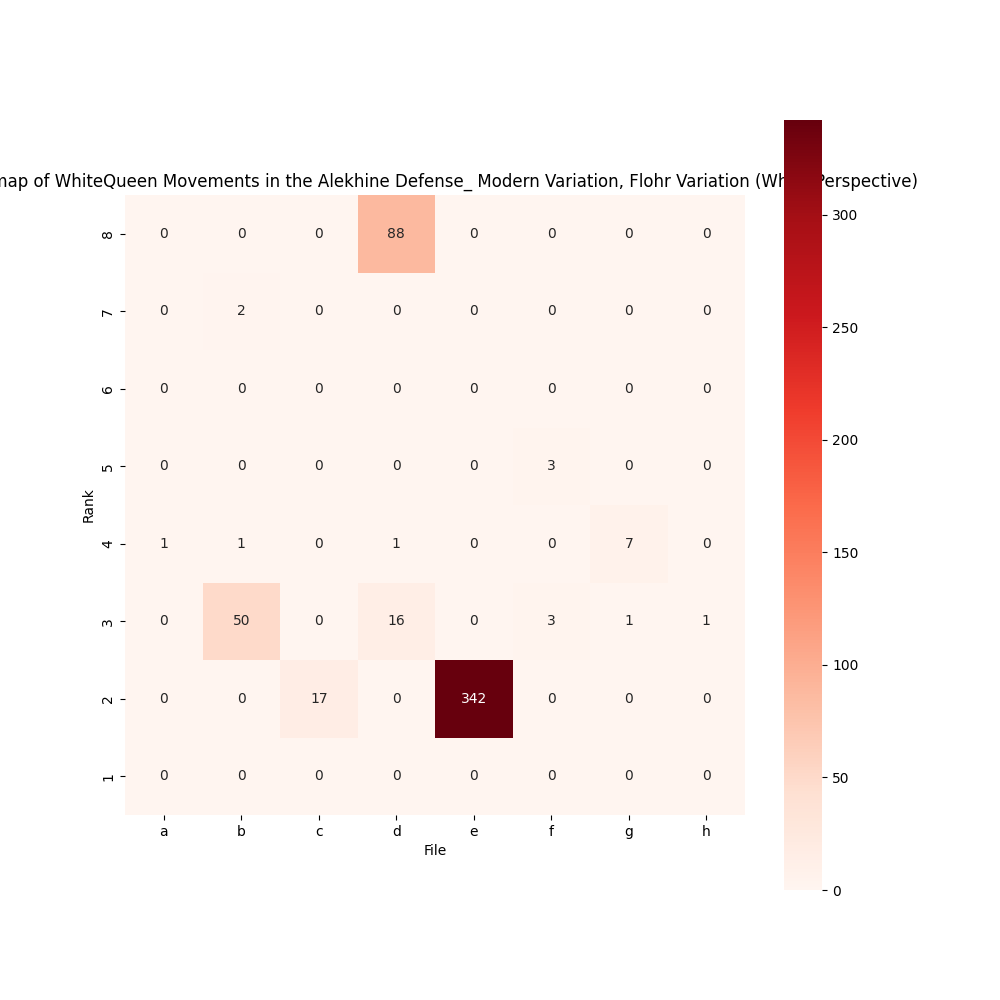 map of WhiteQueen Movements in the Alekhine Defense_ Modern Variation, Flohr Variation (White Perspective)
8 0 0 0 88 0 0 0 0
7 0 2 0 0 0 0 0 0
6 0 0 0 0 0 0 0 0
5 0 0 0 0 0 3 0 0
Rank
4 1 1 0 1 0 0 7 0
3 0 50 0 16 0 3 1 1
2 0 0 17 0 342 0 0 0
1 0 0 0 0 0 0 0 0
a b c d e f g h
File
300
250
200
150
100
50
0